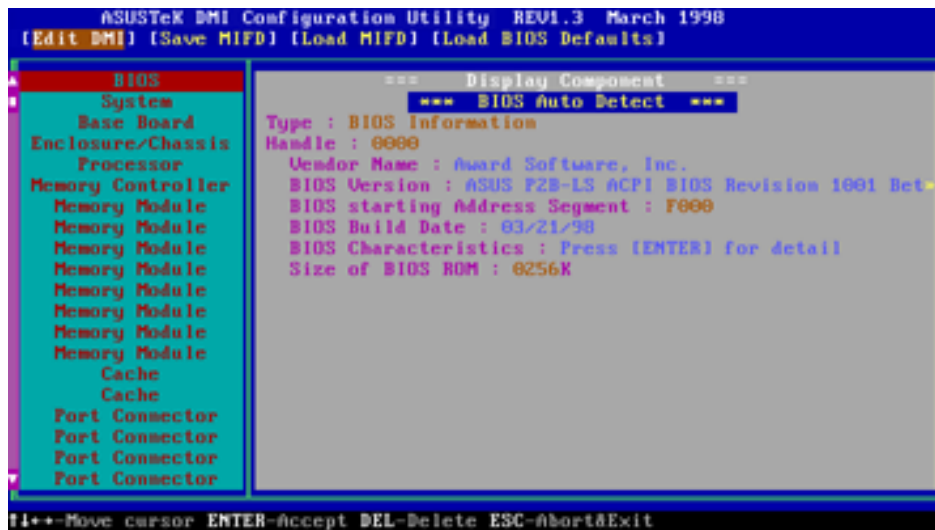 ASUSTeK DMI Configuration Utility REV1.3 March 1998
[Edit DMI] [Save MIFD] [Load MIFD] [Load BIOS Defaults]
BIOS
System
Base Board
Enclosure/Chassis
Processor
Memory Controller
Memory Module
Memory Module
Memory Module
Memory Module
Memory Module
Memory Module
Memory Module
Memory Module
Cache
Cache
Port Connector
Port Connector
Port Connector
Port Connector
=== Display Component ===
*** BIOS Auto Detect ***
Type : BIOS Information
Handle : 0000
Vendor Name : Award Software, Inc.
BIOS Version : ASUS P2B-LS ACPI BIOS Revision 1001 Bet
BIOS starting Address Segment : F000
BIOS Build Date : 03/21/98
BIOS Characteristics : Press [ENTER] for detail
Size of BIOS ROM : 0256K
↑↓←→-Move cursor ENTER-Accept DEL-Delete ESC-Abort&Exit